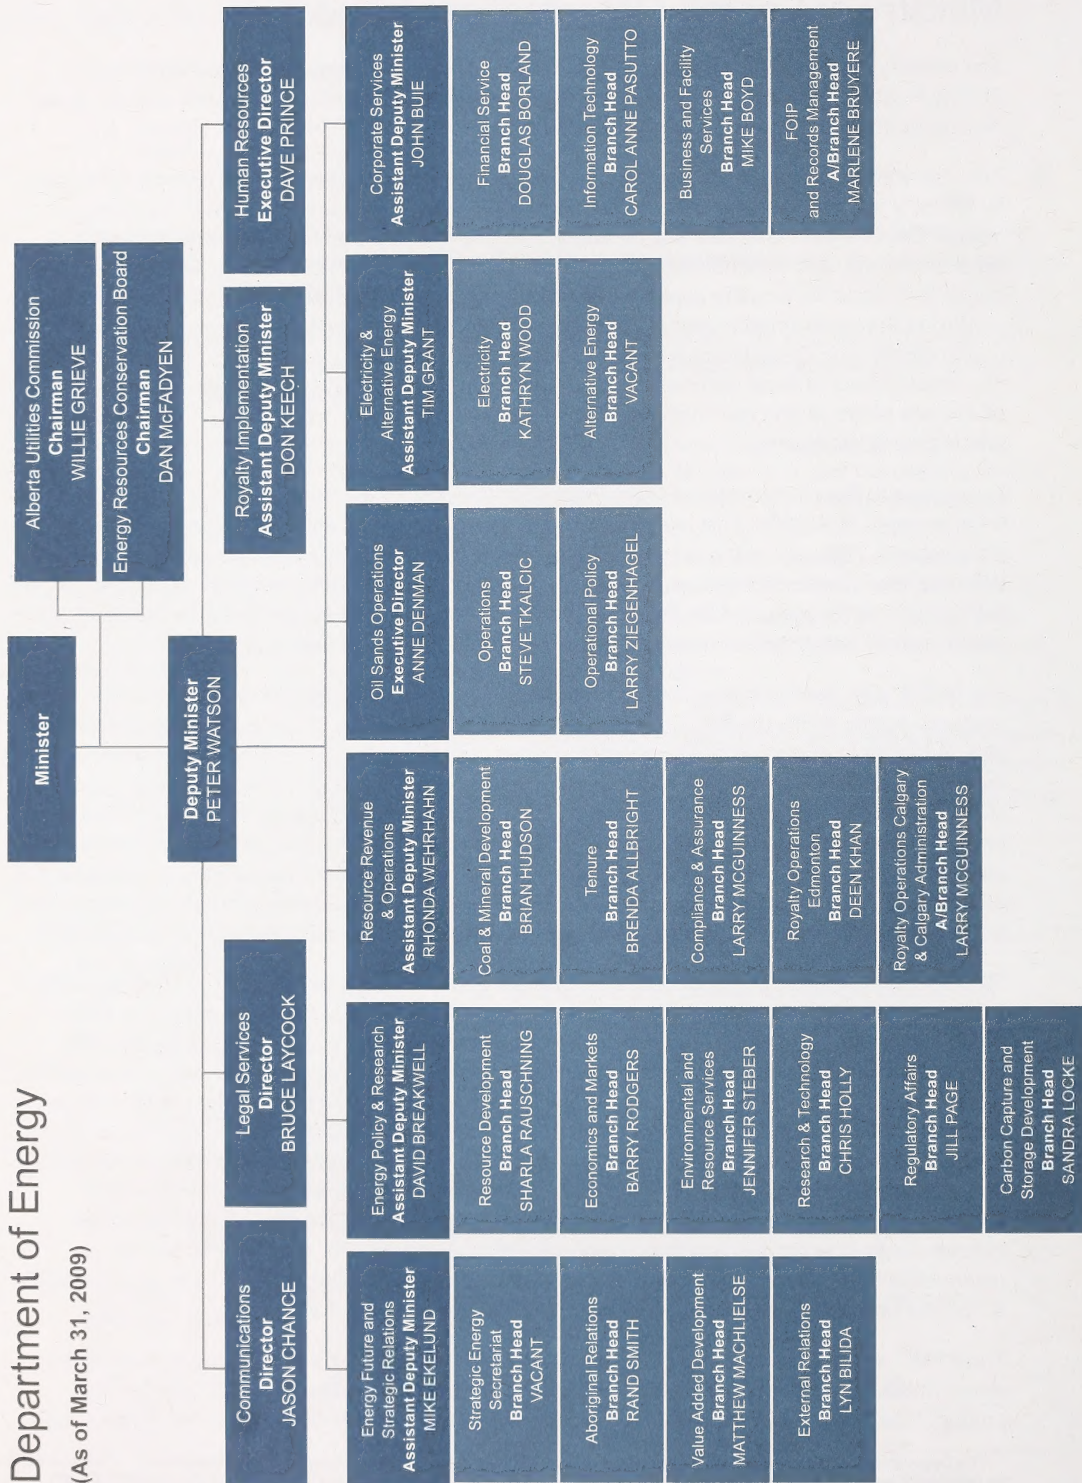 Department of Energy
(As of March 31, 2009)
Minister
Alberta Utilities Commission
Chairman
WILLIE GRIEVE
Energy Resources Conservation Board
Chairman
DAN McFADYEN
Deputy Minister
PETER WATSON
Communications
Director
JASON CHANCE
Legal Services
Director
BRUCE LAYCOCK
Royalty Implementation
Assistant Deputy Minister
DON KEECH
Human Resources
Executive Director
DAVE PRINCE
Energy Future and
Strategic Relations
Assistant Deputy Minister
MIKE EKELUND
Strategic Energy
Secretariat
Branch Head
VACANT
Aboriginal Relations
Branch Head
RAND SMITH
Value Added Development
Branch Head
MATTHEW MACHLIELSE
External Relations
Branch Head
LYN BILIDA
Energy Policy & Research
Assistant Deputy Minister
DAVID BREAKWELL
Resource Development
Branch Head
SHARLA RAUSCHNING
Economics and Markets
Branch Head
BARRY RODGERS
Environmental and
Resource Services
Branch Head
JENNIFER STEBER
Research & Technology
Branch Head
CHRIS HOLLY
Regulatory Affairs
Branch Head
JILL PAGE
Carbon Capture and
Storage Development
Branch Head
SANDRA LOCKE
Resource Revenue
& Operations
Assistant Deputy Minister
RHONDA WEHRHAHN
Coal & Mineral Development
Branch Head
BRIAN HUDSON
Tenure
Branch Head
BRENDA ALLBRIGHT
Compliance & Assurance
Branch Head
LARRY MCGUINNESS
Royalty Operations
Edmonton
Branch Head
DEEN KHAN
Royalty Operations Calgary
& Calgary Administration
A/Branch Head
LARRY MCGUINNESS
Oil Sands Operations
Executive Director
ANNE DENMAN
Operations
Branch Head
STEVE TKALCIC
Operational Policy
Branch Head
LARRY ZIEGENHAGEL
Electricity &
Alternative Energy
Assistant Deputy Minister
TIM GRANT
Electricity
Branch Head
KATHRYN WOOD
Alternative Energy
Branch Head
VACANT
Corporate Services
Assistant Deputy Minister
JOHN BUIE
Financial Service
Branch Head
DOUGLAS BORLAND
Information Technology
Branch Head
CAROL ANNE PASUTTO
Business and Facility
Services
Branch Head
MIKE BOYD
FOIP
and Records Management
A/Branch Head
MARLENE BRUYERE